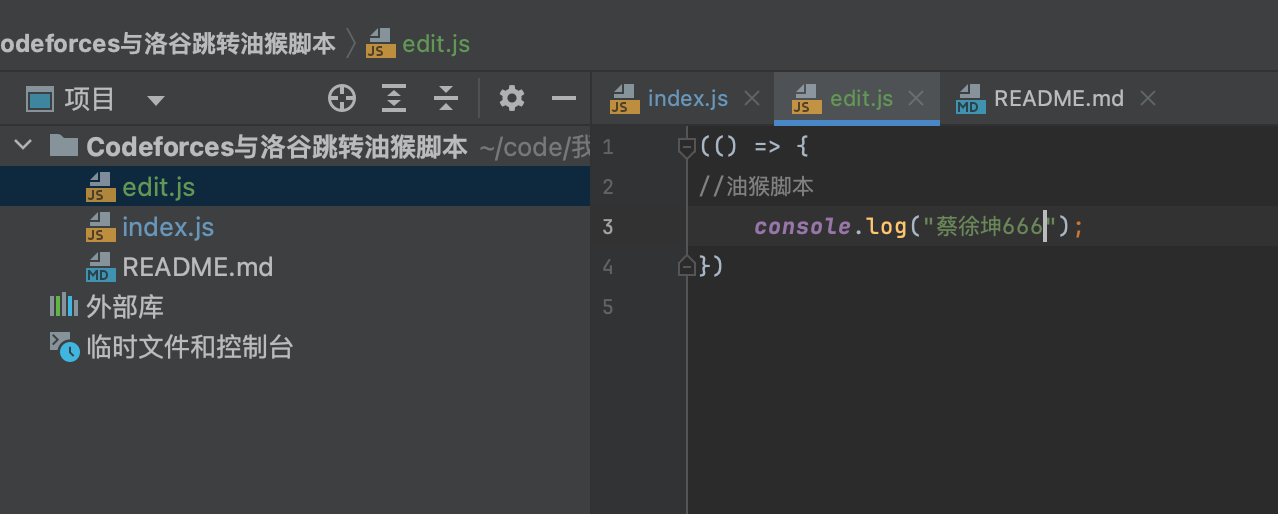 odeforces与洛谷跳转油猴脚本 〉 JS edit.js
项目
JS index.js × JS edit.js × MD README.md ×
Codeforces与洛谷跳转油猴脚本 ~/code/我
JS edit.js
JS index.js
MD README.md
外部库
临时文件和控制台
1 (() => {
2 //油猴脚本
3 console.log("蔡徐坤666");
4 })
5